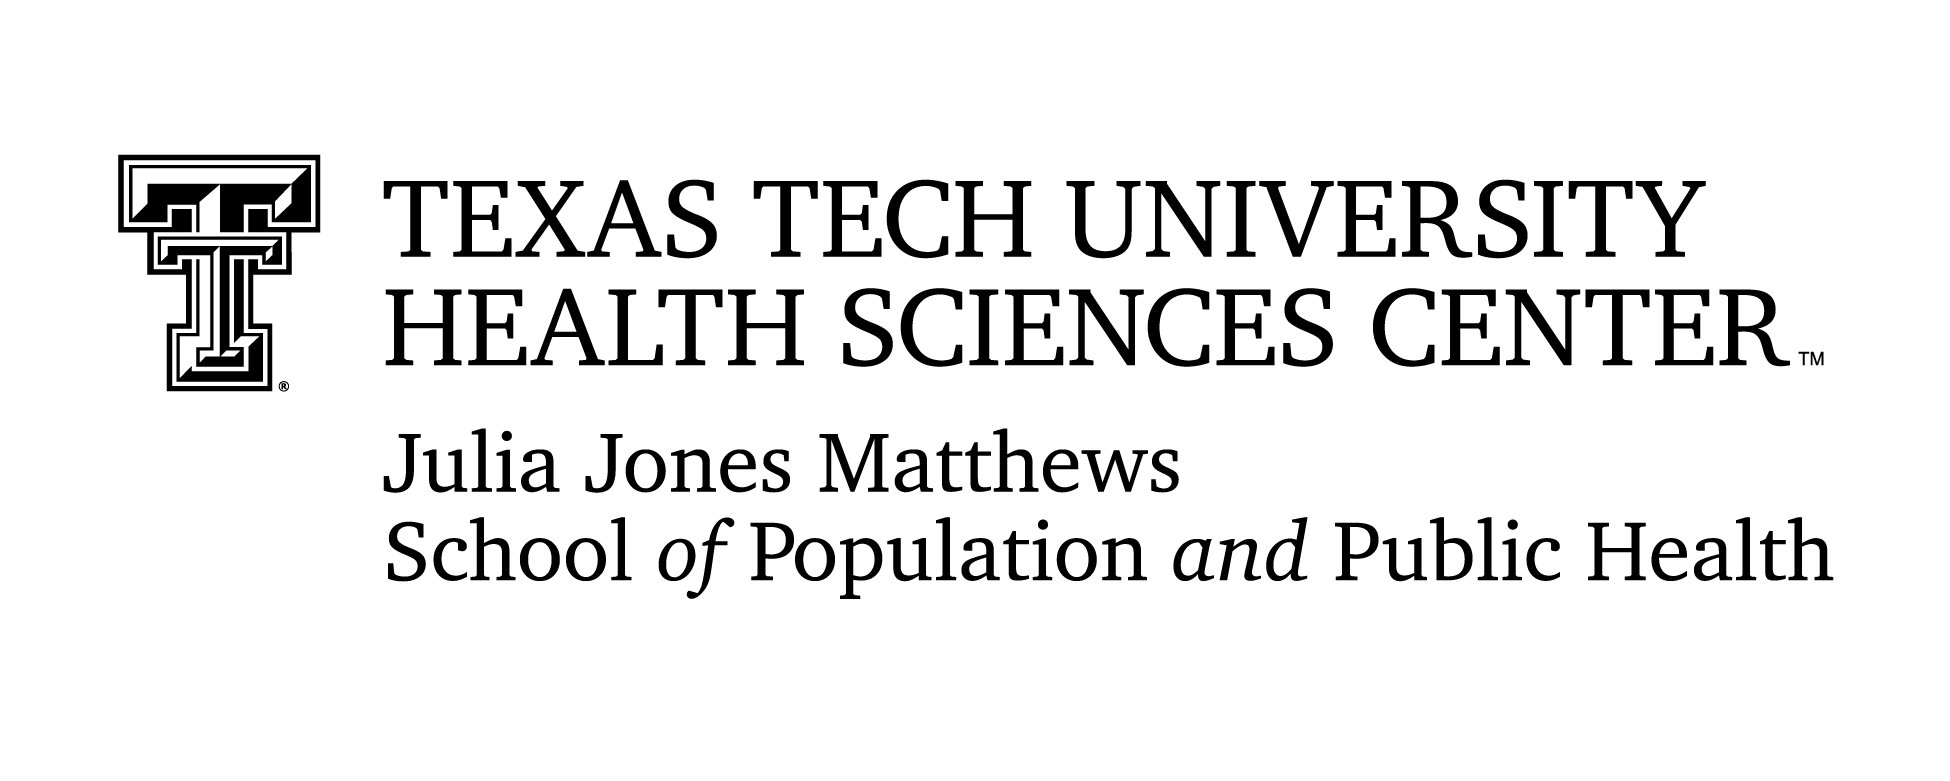 TEXAS TECH UNIVERSITY
HEALTH SCIENCES CENTER™
Julia Jones Matthews
School of Population and Public Health
®